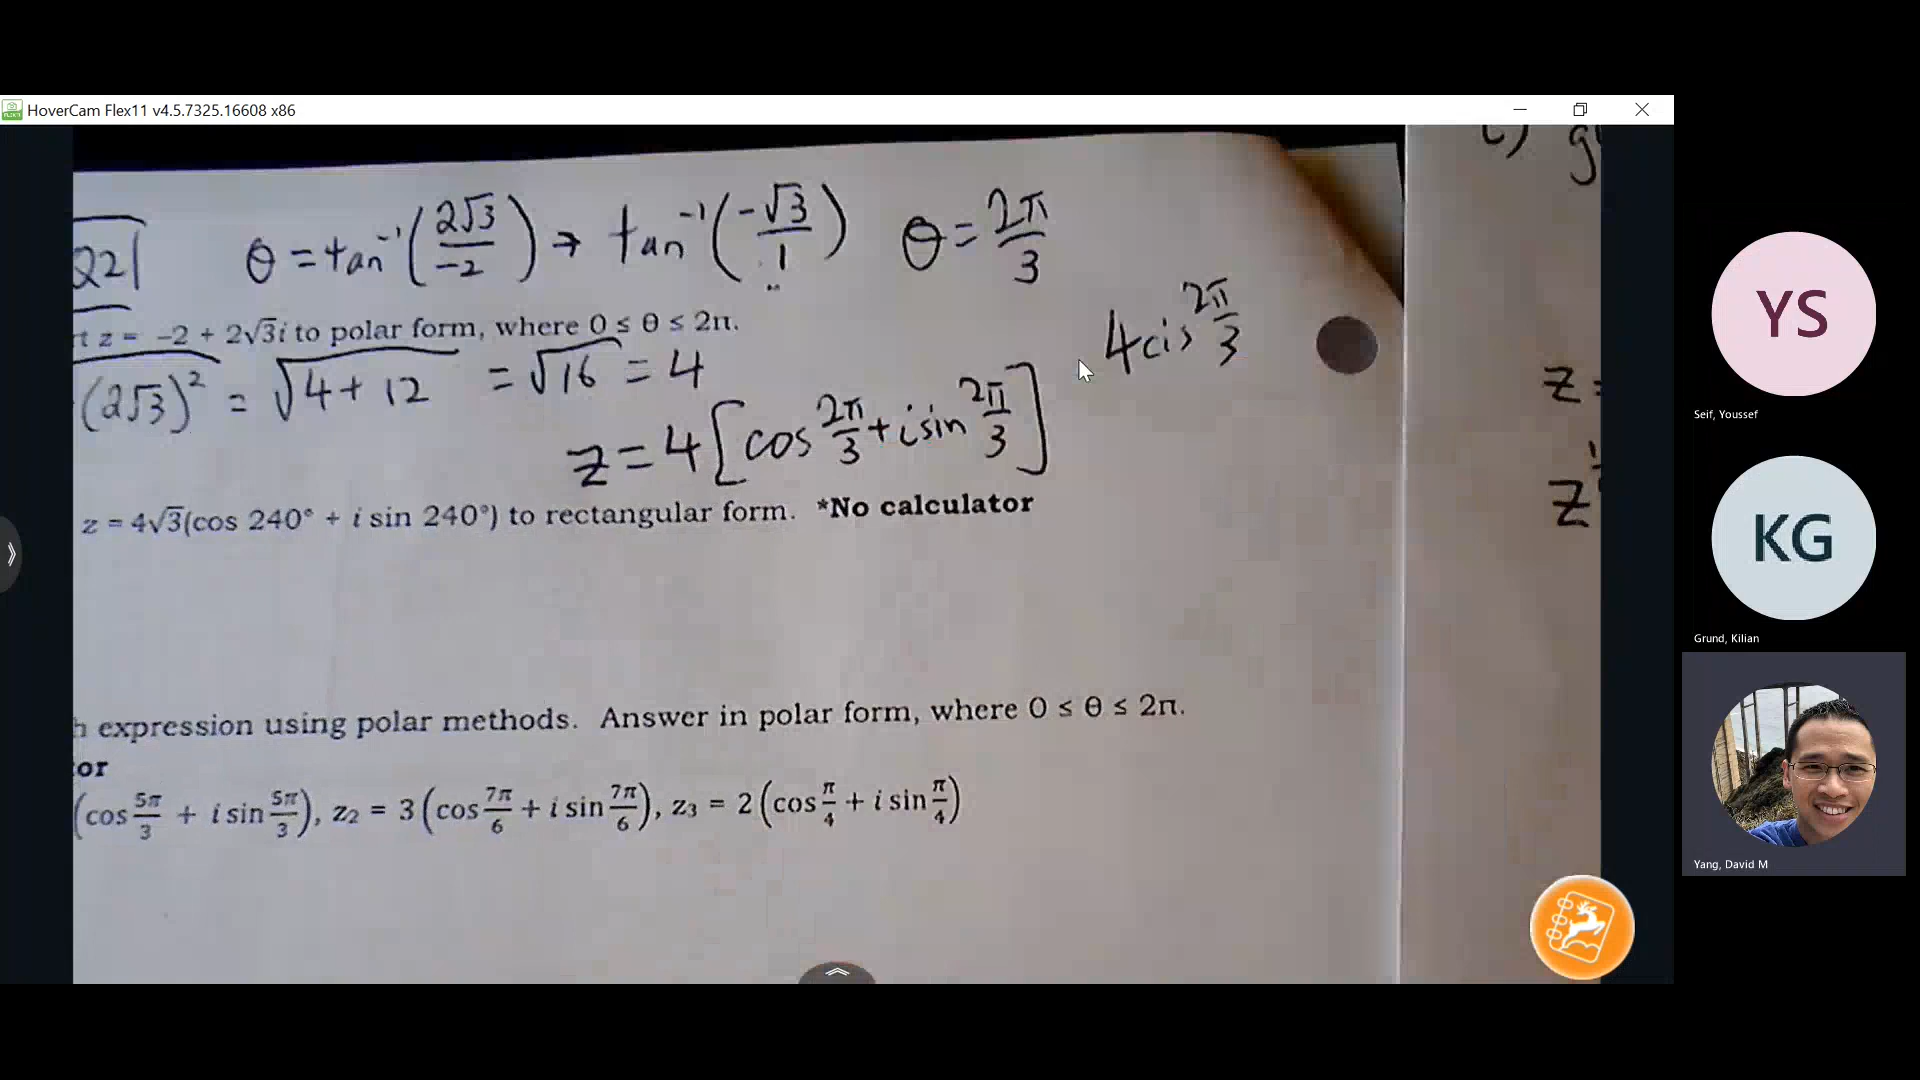 HoverCam Flex11 v4.5.7325.16608 x86
c) g
Q2 θ = tan⁻¹(2√3/-2) → tan⁻¹(-√3/1) θ = 2π/3
t z = -2 + 2√3i to polar form, where 0 ≤ θ ≤ 2π.
4cis 2π/3
(2√3)² = √4+12 = √16 = 4
z = 4[cos 2π/3 + isin 2π/3]
z = 4√3(cos 240° + i sin 240°) to rectangular form. *No calculator
z =
z
expression using polar methods. Answer in polar form, where 0 ≤ θ ≤ 2π.
or
(cos 5π/3 + i sin 5π/3), z₂ = 3(cos 7π/6 + i sin 7π/6), z₃ = 2(cos π/4 + i sin π/4)
YS
Seif, Youssef
KG
Grund, Kilian
Yang, David M